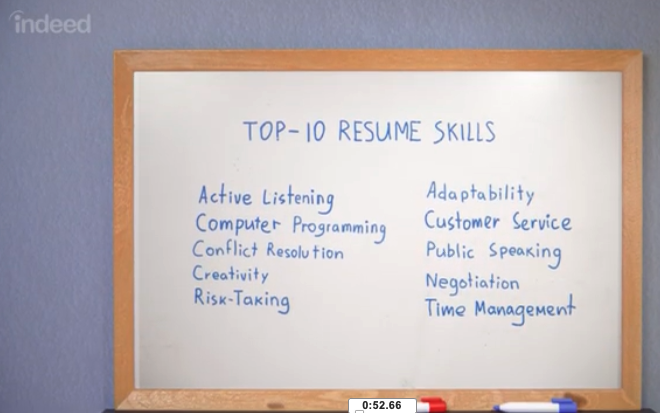 indeed
TOP-10 RESUME SKILLS
Active Listening
Computer Programming
Conflict Resolution
Creativity
Risk-Taking
Adaptability
Customer Service
Public Speaking
Negotiation
Time Management
0:52.66